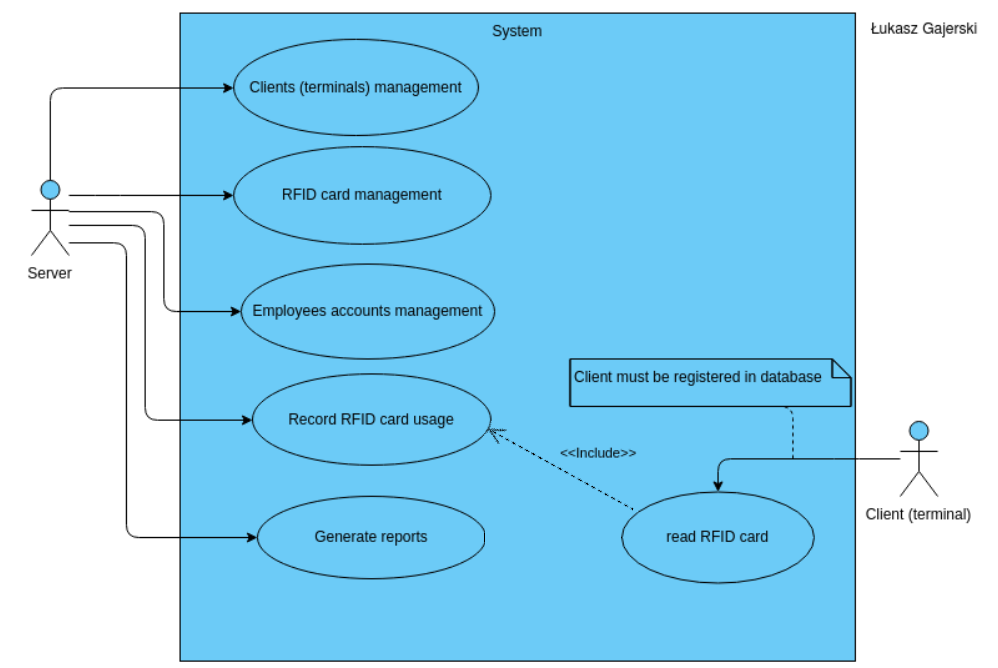 System
Łukasz Gajerski
Clients (terminals) management
RFID card management
Server
Employees accounts management
Client must be registered in database
Record RFID card usage
<<Include>>
Client (terminal)
Generate reports
read RFID card